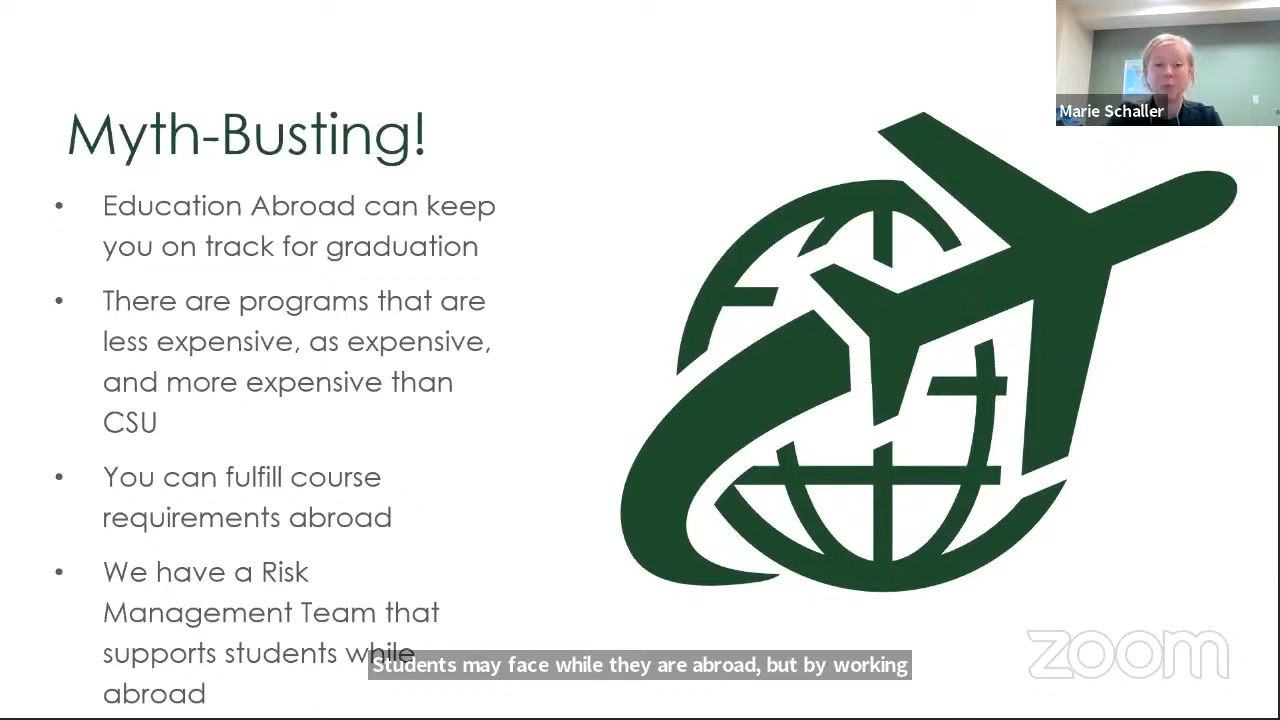 Marie Schaller
Myth-Busting!
• Education Abroad can keep
you on track for graduation
• There are programs that are
less expensive, as expensive,
and more expensive than
CSU
• You can fulfill course
requirements abroad
• We have a Risk
Management Team that
supports students while
abroad
Students may face while they are abroad, but by working
zoom